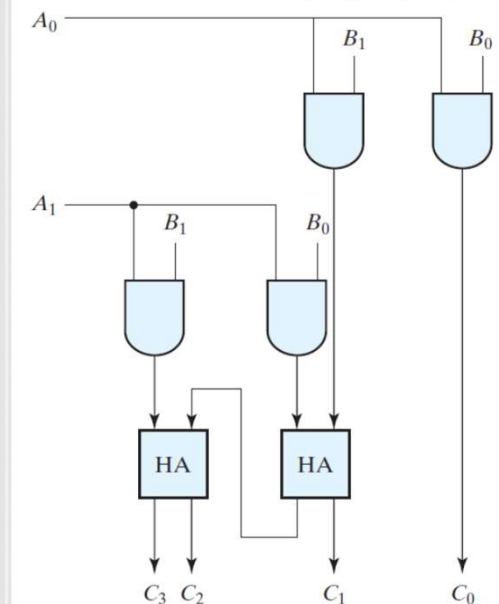 A₀
B₁ B₀
A₁
B₁ B₀
HA HA
C₃ C₂ C₁ C₀